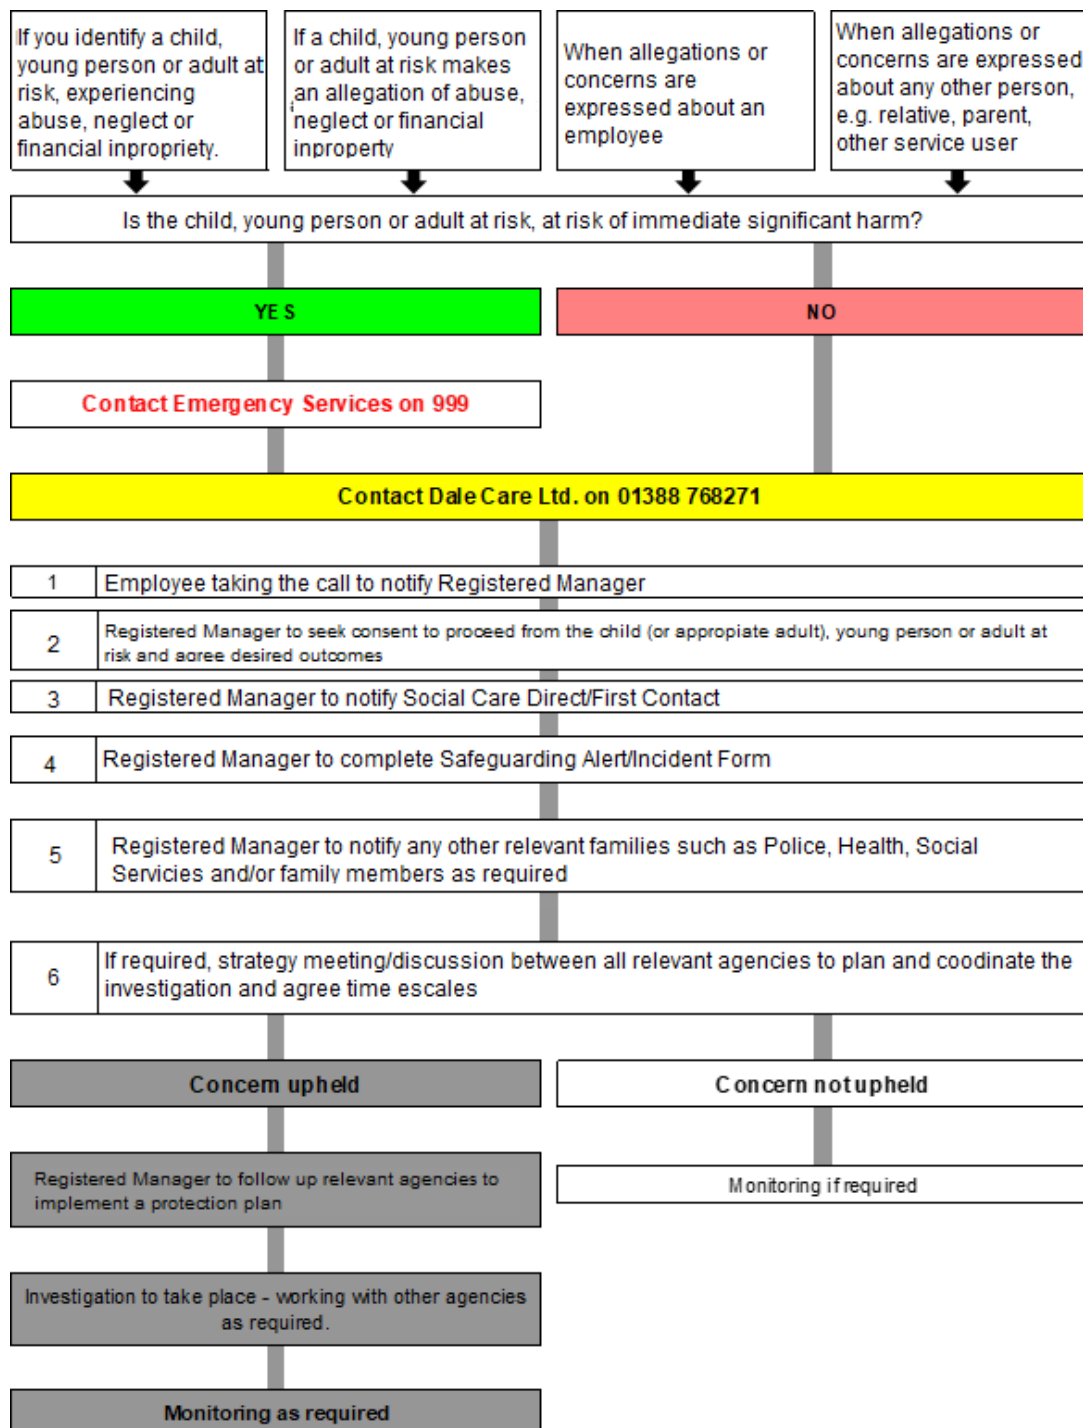 If you identify a child,
young person or adult at
risk, experiencing
abuse, neglect or
financial inpropriety.
If a child, young person
or adult at risk makes
an allegation of abuse,
neglect or financial
inproperty
When allegations or
concerns are
expressed about an
employee
When allegations or
concerns are expressed
about any other person,
e.g. relative, parent,
other service user
Is the child, young person or adult at risk, at risk of immediate significant harm?
YES
NO
Contact Emergency Services on 999
Contact Dale Care Ltd. on 01388 768271
1 Employee taking the call to notify Registered Manager
2 Registered Manager to seek consent to proceed from the child (or appropiate adult), young person or adult at
risk and agree desired outcomes
3 Registered Manager to notify Social Care Direct/First Contact
4 Registered Manager to complete Safeguarding Alert/Incident Form
5 Registered Manager to notify any other relevant families such as Police, Health, Social
Servicies and/or family members as required
6 If required, strategy meeting/discussion between all relevant agencies to plan and coodinate the
investigation and agree time escales
Concern upheld
Concern not upheld
Registered Manager to follow up relevant agencies to
implement a protection plan
Monitoring if required
Investigation to take place - working with other agencies
as required.
Monitoring as required